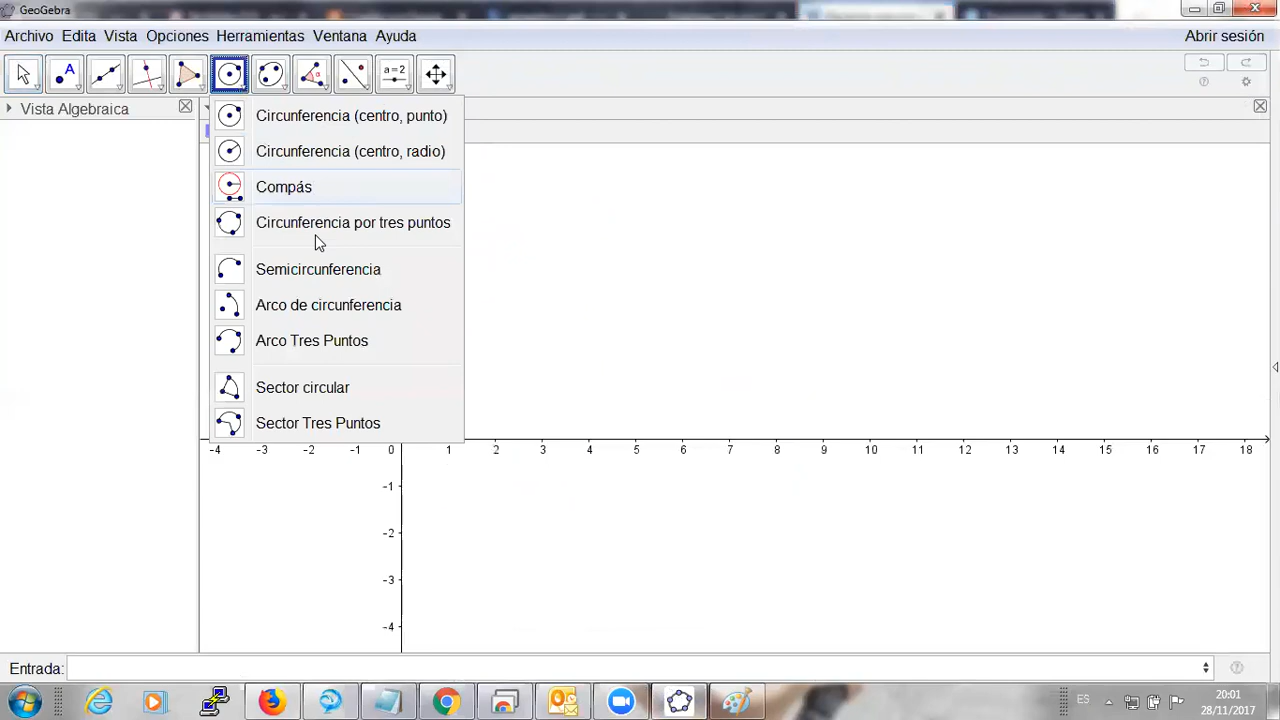 GeoGebra
Archivo Edita Vista Opciones Herramientas Ventana Ayuda Abrir sesión
A α a = 2
Vista Algebraica
Circunferencia (centro, punto)
Circunferencia (centro, radio)
Compás
Circunferencia por tres puntos
Semicircunferencia
Arco de circunferencia
Arco Tres Puntos
Sector circular
Sector Tres Puntos
-4 -3 -2 -1 0 1 2 3 4 5 6 7 8 9 10 11 12 13 14 15 16 17 18
-1
-2
-3
-4
Entrada:
ES 20:01
28/11/2017